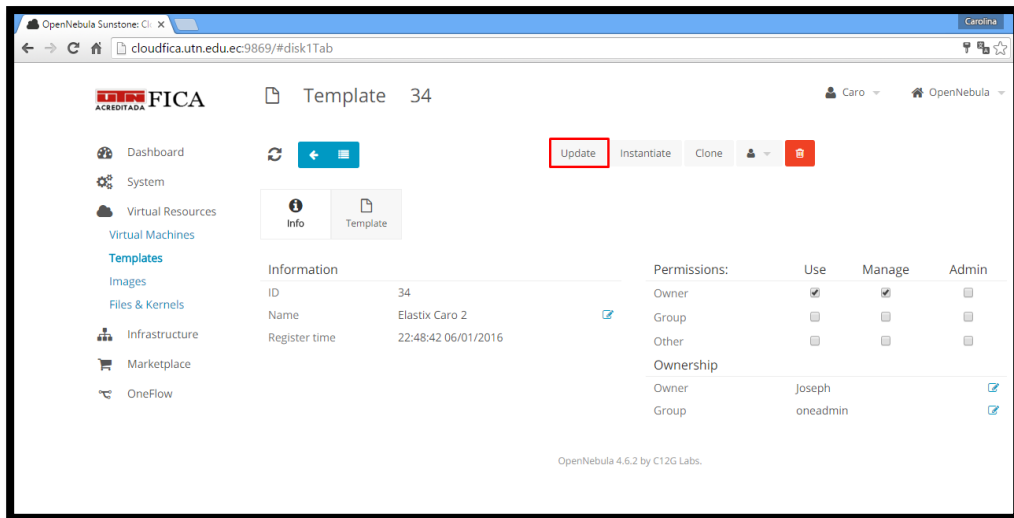 OpenNebula Sunstone: Cl
Carolina
cloudfica.utn.edu.ec:9869/#disk1Tab
UTN FICA
ACREDITADA
Template 34
Caro
OpenNebula
Dashboard
System
Virtual Resources
Virtual Machines
Templates
Images
Files & Kernels
Infrastructure
Marketplace
OneFlow
Update Instantiate Clone
Info Template
Information
ID 34
Name Elastix Caro 2
Register time 22:48:42 06/01/2016
Permissions: Use Manage Admin
Owner
Group
Other
Ownership
Owner Joseph
Group oneadmin
OpenNebula 4.6.2 by C12G Labs.